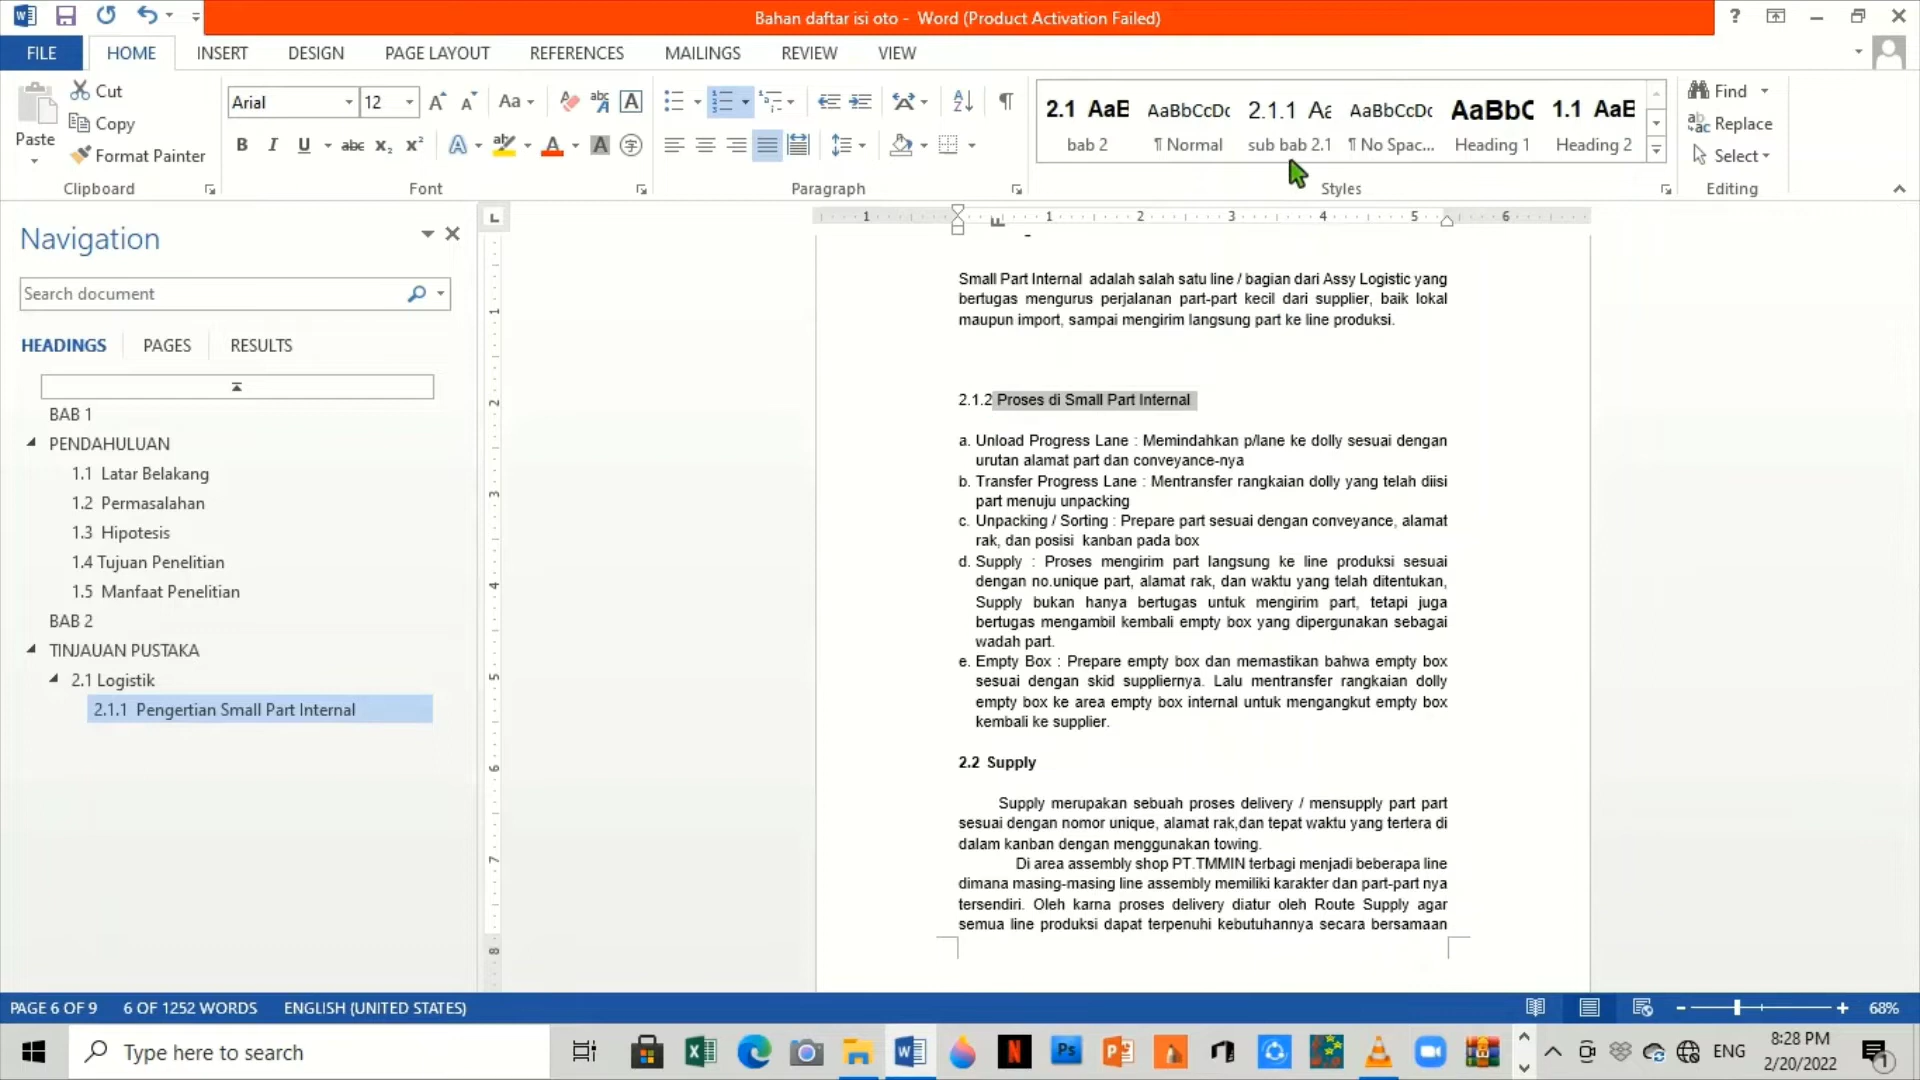 Bahan daftar isi oto - Word (Product Activation Failed)
FILE HOME INSERT DESIGN PAGE LAYOUT REFERENCES MAILINGS REVIEW VIEW
Paste
Cut
Copy
Format Painter
Clipboard
Arial 12
Font
Paragraph
2.1 AaB AaBbCcDc 2.1.1 Aa AaBbCcDc AaBbC 1.1 AaB
bab 2 ¶ Normal sub bab 2.1 ¶ No Spac... Heading 1 Heading 2
Styles
Find
Replace
Select
Editing
Navigation
Search document
HEADINGS PAGES RESULTS
BAB 1
PENDAHULUAN
1.1 Latar Belakang
1.2 Permasalahan
1.3 Hipotesis
1.4 Tujuan Penelitian
1.5 Manfaat Penelitian
BAB 2
TINJAUAN PUSTAKA
2.1 Logistik
2.1.1 Pengertian Small Part Internal
Small Part Internal adalah salah satu line / bagian dari Assy Logistic yang
bertugas mengurus perjalanan part-part kecil dari supplier, baik lokal
maupun import, sampai mengirim langsung part ke line produksi.
2.1.2 Proses di Small Part Internal
a. Unload Progress Lane : Memindahkan p/lane ke dolly sesuai dengan
urutan alamat part dan conveyance-nya
b. Transfer Progress Lane : Mentransfer rangkaian dolly yang telah diisi
part menuju unpacking
c. Unpacking / Sorting : Prepare part sesuai dengan conveyance, alamat
rak, dan posisi kanban pada box
d. Supply : Proses mengirim part langsung ke line produksi sesuai
dengan no.unique part, alamat rak, dan waktu yang telah ditentukan,
Supply bukan hanya bertugas untuk mengirim part, tetapi juga
bertugas mengambil kembali empty box yang dipergunakan sebagai
wadah part.
e. Empty Box : Prepare empty box dan memastikan bahwa empty box
sesuai dengan skid suppliernya. Lalu mentransfer rangkaian dolly
empty box ke area empty box internal untuk mengangkut empty box
kembali ke supplier.
2.2 Supply
Supply merupakan sebuah proses delivery / mensupply part part
sesuai dengan nomor unique, alamat rak,dan tepat waktu yang tertera di
dalam kanban dengan menggunakan towing.
Di area assembly shop PT.TMMIN terbagi menjadi beberapa line
dimana masing-masing line assembly memiliki karakter dan part-part nya
tersendiri. Oleh karna proses delivery diatur oleh Route Supply agar
semua line produksi dapat terpenuhi kebutuhannya secara bersamaan
PAGE 6 OF 9 6 OF 1252 WORDS ENGLISH (UNITED STATES) 68%
Type here to search
ENG
8:28 PM
2/20/2022